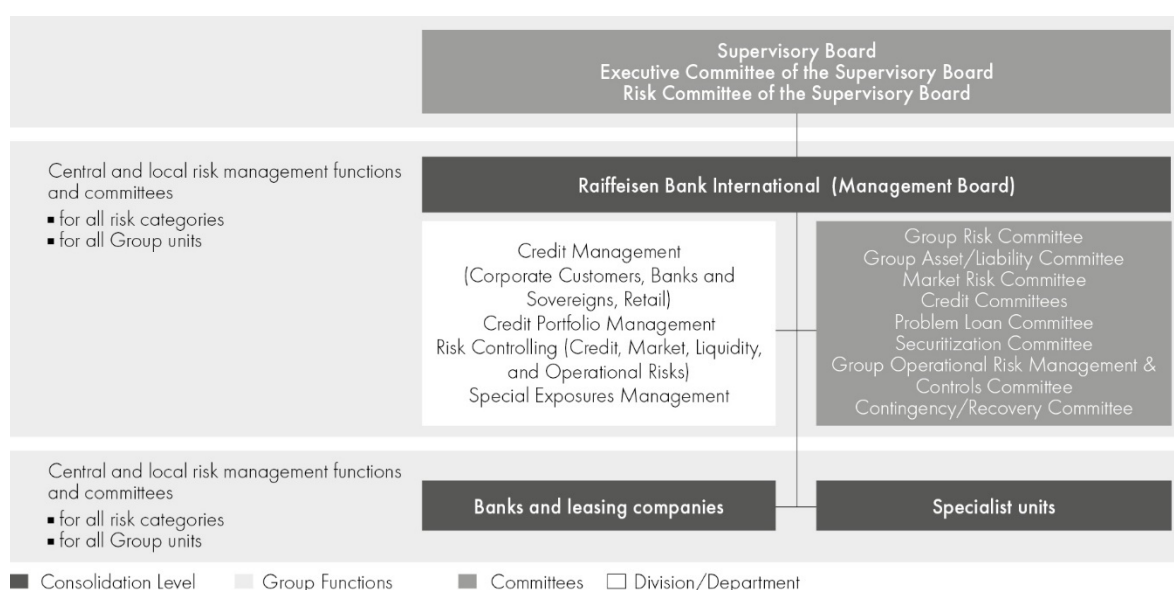 Supervisory Board
Executive Committee of the Supervisory Board
Risk Committee of the Supervisory Board
Central and local risk management functions
and committees
▪ for all risk categories
▪ for all Group units
Raiffeisen Bank International (Management Board)
Credit Management
(Corporate Customers, Banks and
Sovereigns, Retail)
Credit Portfolio Management
Risk Controlling (Credit, Market, Liquidity,
and Operational Risks)
Special Exposures Management
Group Risk Committee
Group Asset/Liability Committee
Market Risk Committee
Credit Committees
Problem Loan Committee
Securitization Committee
Group Operational Risk Management &
Controls Committee
Contingency/Recovery Committee
Central and local risk management functions
and committees
▪ for all risk categories
▪ for all Group units
Banks and leasing companies
Specialist units
Consolidation Level
Group Functions
Committees
Division/Department